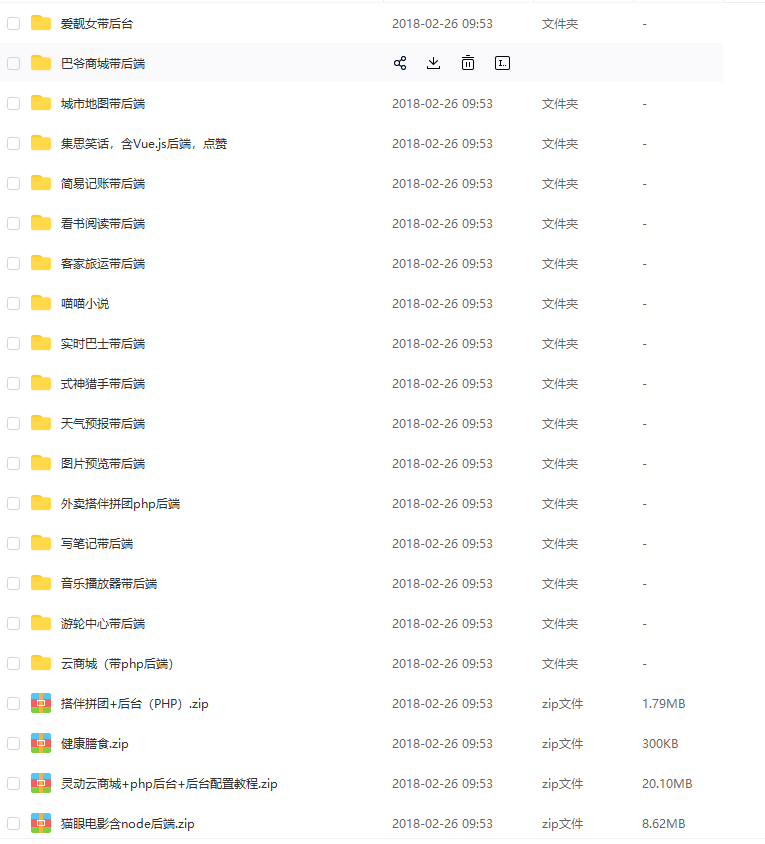 爱靓女带后台 2018-02-26 09:53 文件夹 -
巴爷商城带后端
城市地图带后端 2018-02-26 09:53 文件夹 -
集思笑话，含Vue.js后端，点赞 2018-02-26 09:53 文件夹 -
简易记账带后端 2018-02-26 09:53 文件夹 -
看书阅读带后端 2018-02-26 09:53 文件夹 -
客家旅运带后端 2018-02-26 09:53 文件夹 -
喵喵小说 2018-02-26 09:53 文件夹 -
实时巴士带后端 2018-02-26 09:53 文件夹 -
式神猎手带后端 2018-02-26 09:53 文件夹 -
天气预报带后端 2018-02-26 09:53 文件夹 -
图片预览带后端 2018-02-26 09:53 文件夹 -
外卖搭伴拼团php后端 2018-02-26 09:53 文件夹 -
写笔记带后端 2018-02-26 09:53 文件夹 -
音乐播放器带后端 2018-02-26 09:53 文件夹 -
游轮中心带后端 2018-02-26 09:53 文件夹 -
云商城（带php后端） 2018-02-26 09:53 文件夹 -
搭伴拼团+后台（PHP）.zip 2018-02-26 09:53 zip文件 1.79MB
健康膳食.zip 2018-02-26 09:53 zip文件 300KB
灵动云商城+php后台+后台配置教程.zip 2018-02-26 09:53 zip文件 20.10MB
猫眼电影含node后端.zip 2018-02-26 09:53 zip文件 8.62MB